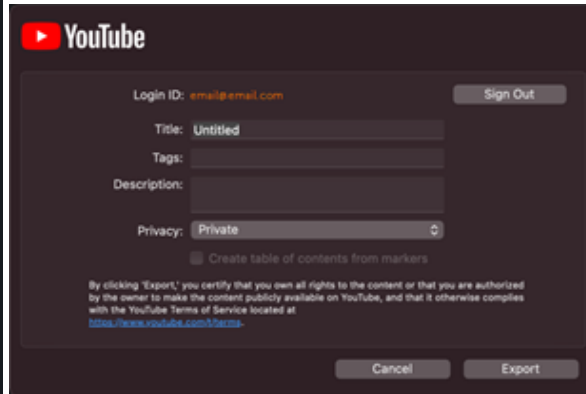 YouTube
Login ID: email@email.com Sign Out
Title: Untitled
Tags:
Description:
Privacy: Private
Create table of contents from markers
By clicking 'Export,' you certify that you own all rights to the content or that you are authorized
by the owner to make the content publicly available on YouTube, and that it otherwise complies
with the YouTube Terms of Service located at
https://www.youtube.com/t/terms.
Cancel Export